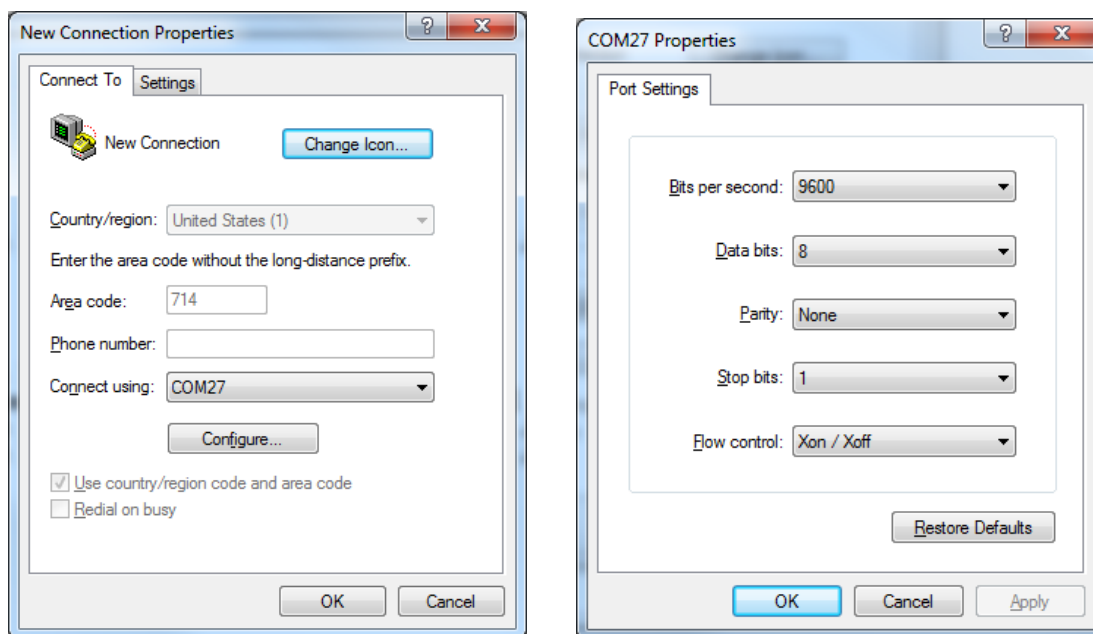 New Connection Properties
?
X
Connect To
Settings
New Connection
Change Icon...
Country/region:
United States (1)
Enter the area code without the long-distance prefix.
Area code:
714
Phone number:
Connect using:
COM27
Configure...
Use country/region code and area code
Redial on busy
OK
Cancel
COM27 Properties
?
X
Port Settings
Bits per second:
9600
Data bits:
8
Parity:
None
Stop bits:
1
Flow control:
Xon / Xoff
Restore Defaults
OK
Cancel
Apply